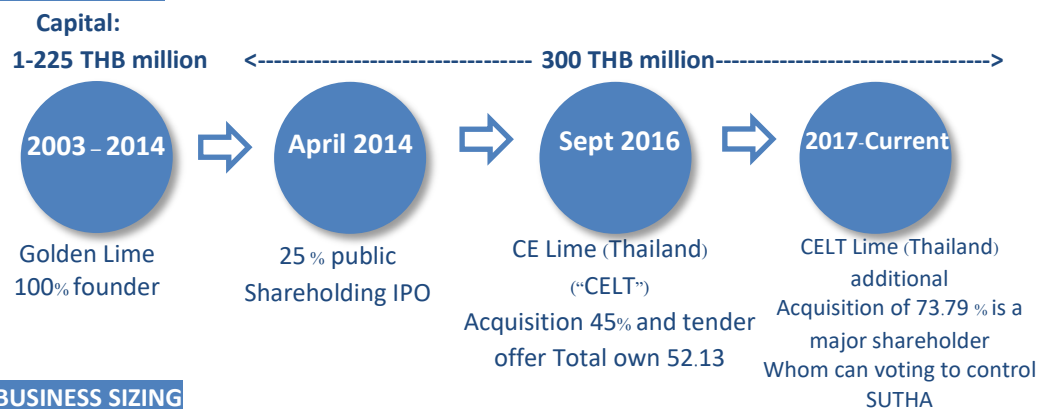 Capital:
1-225 THB million <---------------------------------- 300 THB million---------------------------------->
2003 – 2014
April 2014
Sept 2016
2017-Current
Golden Lime
100% founder
25 % public
Shareholding IPO
CE Lime (Thailand)
(“CELT”)
Acquisition 45% and tender
offer Total own 52.13
CELT Lime (Thailand)
additional
Acquisition of 73.79 % is a
major shareholder
Whom can voting to control
SUTHA
BUSINESS SIZING